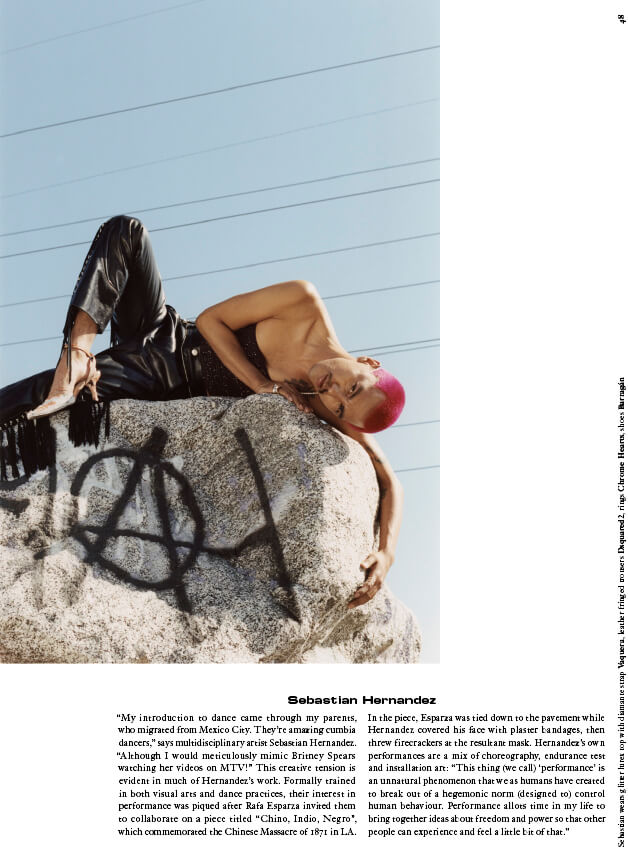 48
Sebastian wears glitter knit top with diamante strap Vaquera, leather fringed trousers Dsquared2, rings Chrome Hearts, shoes Barragán
A
Sebastian Hernandez
“My introduction to dance came through my parents,
who migrated from Mexico City. They’re amazing cumbia
dancers,” says multidisciplinary artist Sebastian Hernandez.
“Although I would meticulously mimic Britney Spears
watching her videos on MTV!” This creative tension is
evident in much of Hernandez’s work. Formally trained
in both visual arts and dance practices, their interest in
performance was piqued after Rafa Esparza invited them
to collaborate on a piece titled “Chino, Indio, Negro”,
which commemorated the Chinese Massacre of 1871 in LA.
In the piece, Esparza was tied down to the pavement while
Hernandez covered his face with plaster bandages, then
threw firecrackers at the resultant mask. Hernandez’s own
performances are a mix of choreography, endurance test
and installation art: “This thing (we call) ‘performance’ is
an unnatural phenomenon that we as humans have created
to break out of a hegemonic norm (designed to) control
human behaviour. Performance allots time in my life to
bring together ideas about freedom and power so that other
people can experience and feel a little bit of that.”